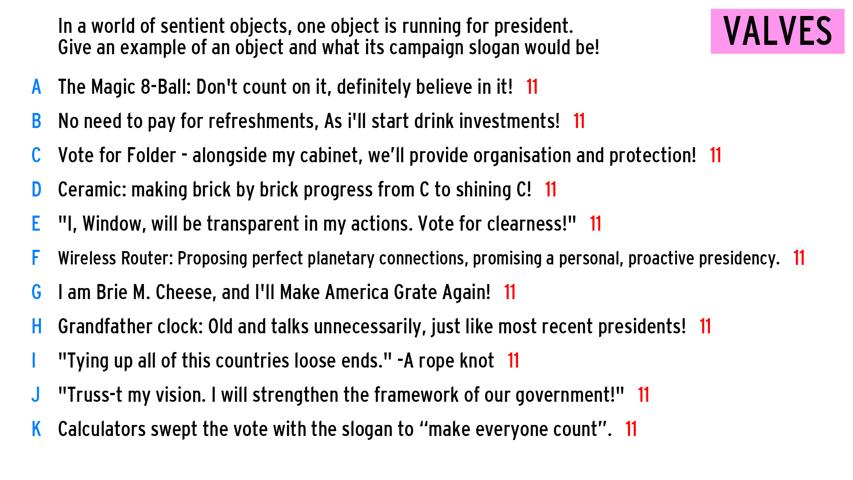 In a world of sentient objects, one object is running for president.
Give an example of an object and what its campaign slogan would be!
VALVES
A The Magic 8-Ball: Don't count on it, definitely believe in it! 11
B No need to pay for refreshments, As i'll start drink investments! 11
C Vote for Folder - alongside my cabinet, we’ll provide organisation and protection! 11
D Ceramic: making brick by brick progress from C to shining C! 11
E "I, Window, will be transparent in my actions. Vote for clearness!" 11
F Wireless Router: Proposing perfect planetary connections, promising a personal, proactive presidency. 11
G I am Brie M. Cheese, and I'll Make America Grate Again! 11
H Grandfather clock: Old and talks unnecessarily, just like most recent presidents! 11
I "Tying up all of this countries loose ends." -A rope knot 11
J "Truss-t my vision. I will strengthen the framework of our government!" 11
K Calculators swept the vote with the slogan to “make everyone count”. 11